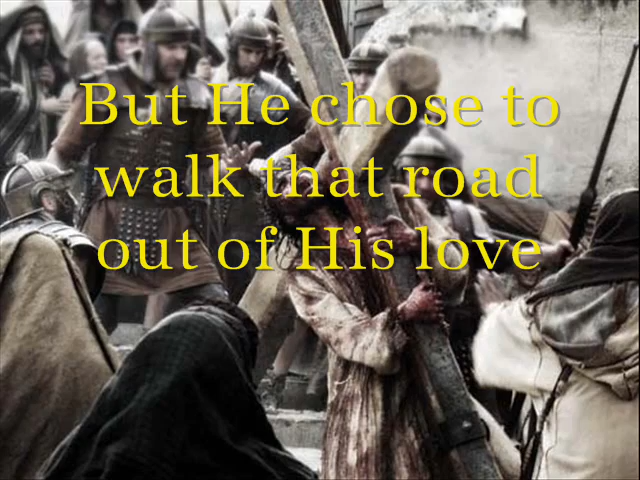 But He chose to
walk that road
out of His love